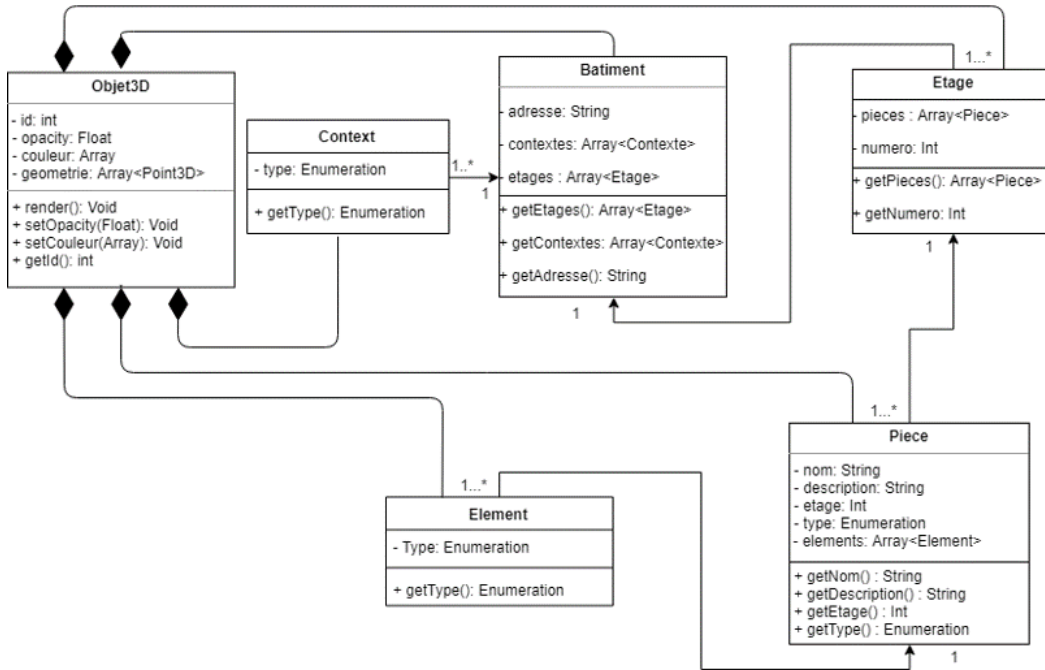 Objet3D
- id: int
- opacity: Float
- couleur: Array
- geometrie: Array<Point3D>
+ render(): Void
+ setOpacity(Float): Void
+ setCouleur(Array): Void
+ getId(): int
Context
- type: Enumeration
+ getType(): Enumeration
1..*
1
Batiment
- adresse: String
- contextes: Array<Contexte>
- etages : Array<Etage>
+ getEtages(): Array<Etage>
+ getContextes: Array<Contexte>
+ getAdresse(): String
1
1...*
Etage
- pieces : Array<Piece>
- numero: Int
+ getPieces(): Array<Piece>
+ getNumero: Int
1
1...*
Piece
- nom: String
- description: String
- etage: Int
- type: Enumeration
- elements: Array<Element>
+ getNom() : String
+ getDescription() : String
+ getEtage() : Int
+ getType() : Enumeration
1
1...*
Element
- Type: Enumeration
+ getType(): Enumeration